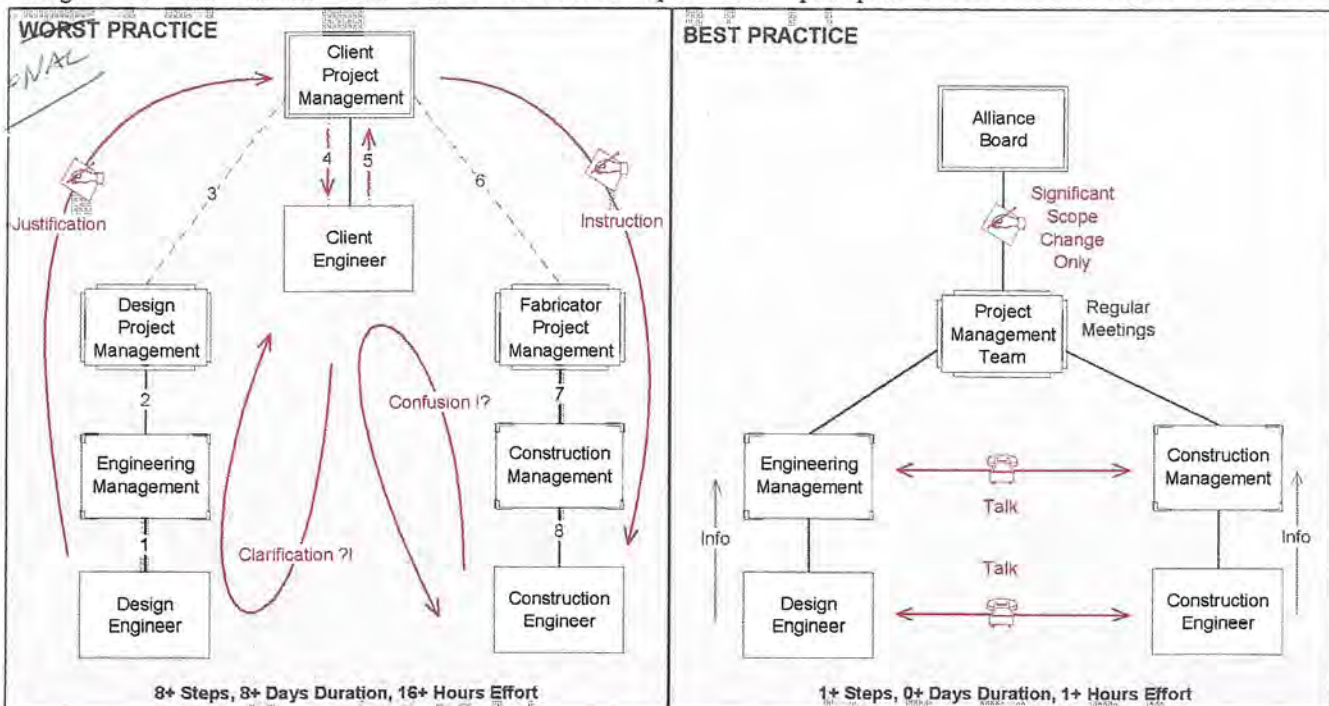 WORST PRACTICE
Client
Project
Management
4
5
3
6
Justification
Instruction
Client
Engineer
Design
Project
Management
Fabricator
Project
Management
2
7
Confusion !?
Engineering
Management
Construction
Management
1
8
Clarification ?!
Design
Engineer
Construction
Engineer
8+ Steps, 8+ Days Duration, 16+ Hours Effort
BEST PRACTICE
Alliance
Board
Significant
Scope
Change
Only
Project
Management
Team
Regular
Meetings
Engineering
Management
Construction
Management
Talk
Info
Info
Talk
Design
Engineer
Construction
Engineer
1+ Steps, 0+ Days Duration, 1+ Hours Effort